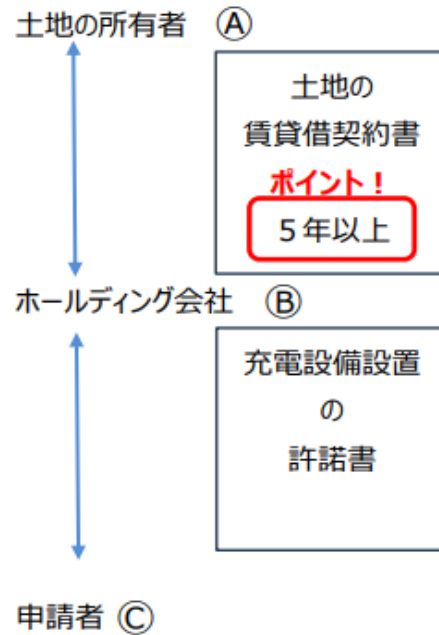 土地の所有者 Ⓐ
土地の
賃貸借契約書
ポイント！
５年以上
ホールディング会社 Ⓑ
充電設備設置
の
許諾書
申請者 Ⓒ